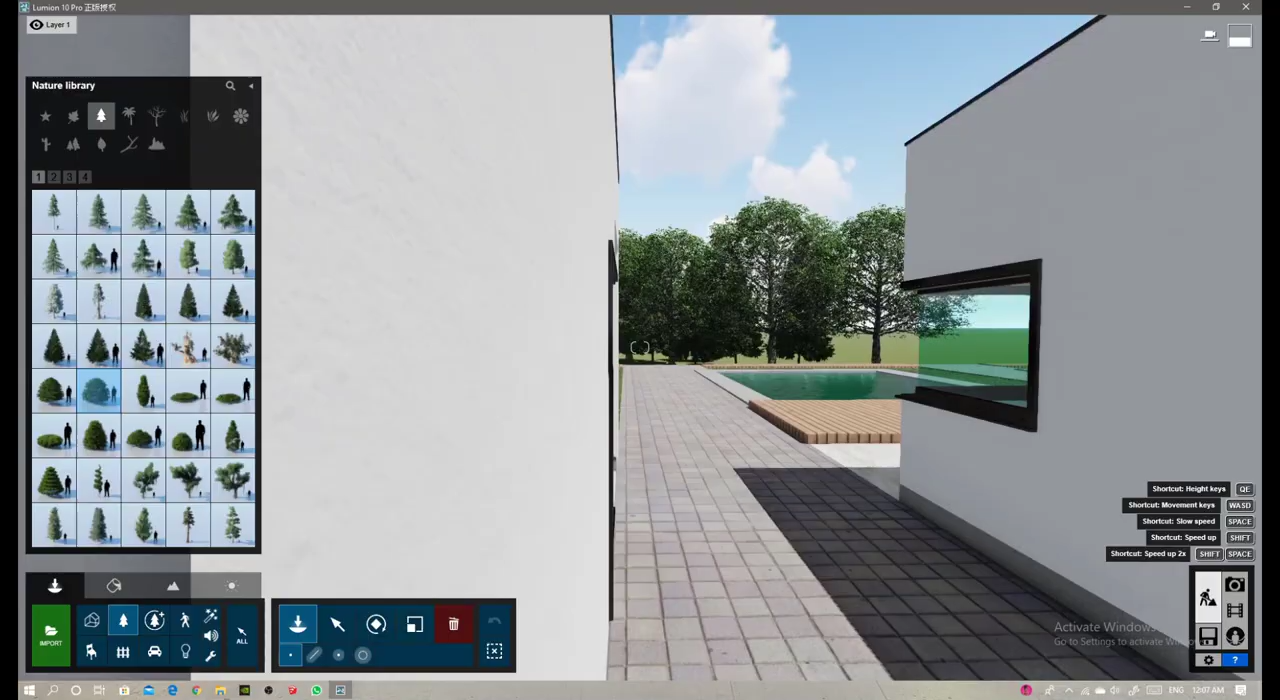 Lumion 10 Pro 正版授权
Layer 1
Nature library
1 2 3 4
Shortcut: Height keys QE
Shortcut: Movement keys WASD
Shortcut: Slow speed SPACE
Shortcut: Speed up SHIFT
Shortcut: Speed up 2x SHIFT SPACE
IMPORT
ALL
Activate Windows
Go to Settings to activate
?
ENG 12:07 AM